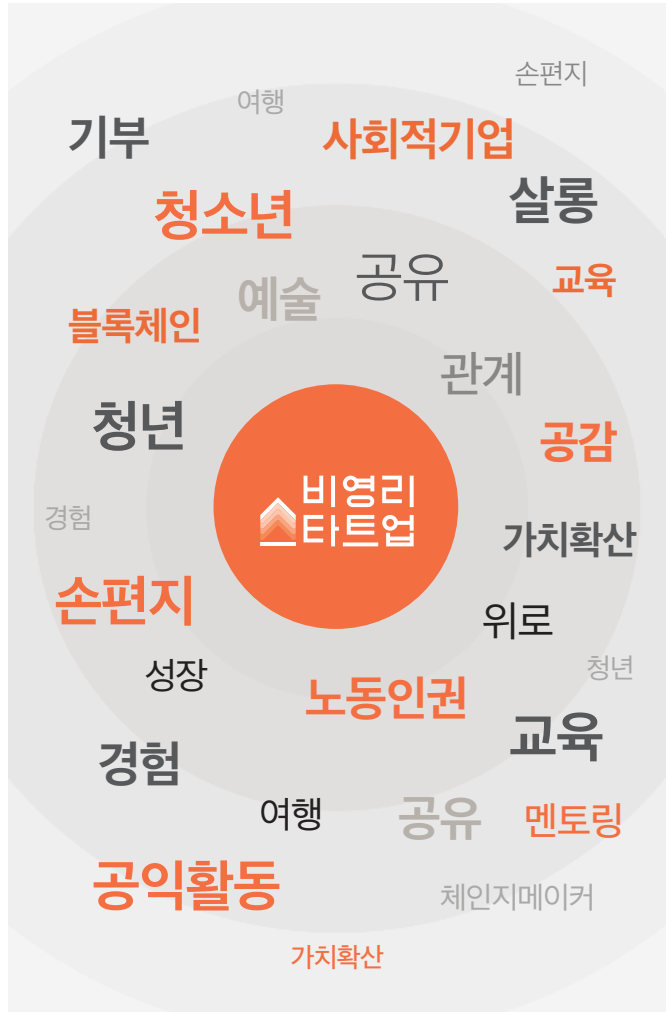 손편지
여행
기부
사회적기업
살롱
청소년
공유
예술
교육
블록체인
관계
청년
공감
비영리
스타트업
경험
가치확산
손편지
위로
성장
청년
노동인권
교육
경험
여행
공유
멘토링
공익활동
체인지메이커
가치확산